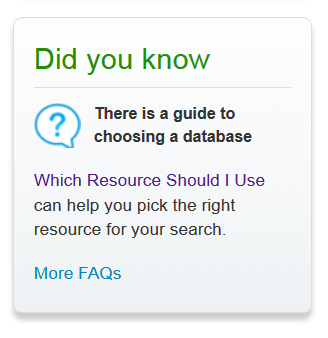 Did you know
There is a guide to
choosing a database
Which Resource Should I Use
can help you pick the right
resource for your search.
More FAQs